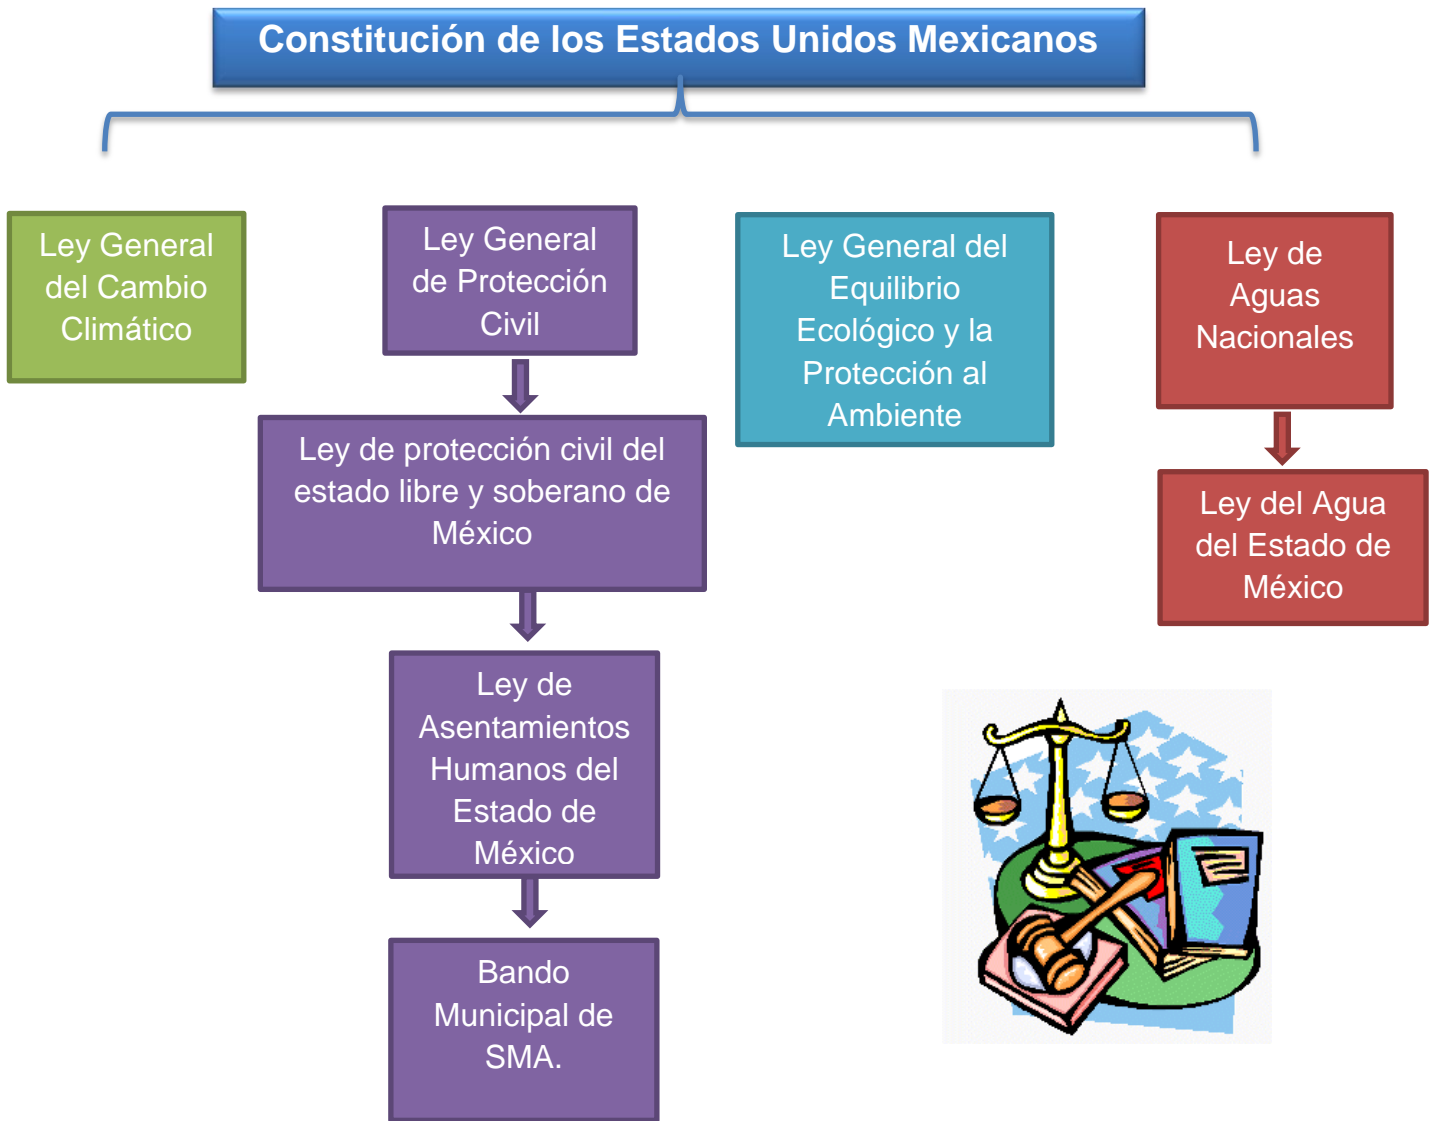 Constitución de los Estados Unidos Mexicanos
Ley General
del Cambio
Climático
Ley General
de Protección
Civil
Ley de protección civil del
estado libre y soberano de
México
Ley de
Asentamientos
Humanos del
Estado de
México
Bando
Municipal de
SMA.
Ley General del
Equilibrio
Ecológico y la
Protección al
Ambiente
Ley de
Aguas
Nacionales
Ley del Agua
del Estado de
México